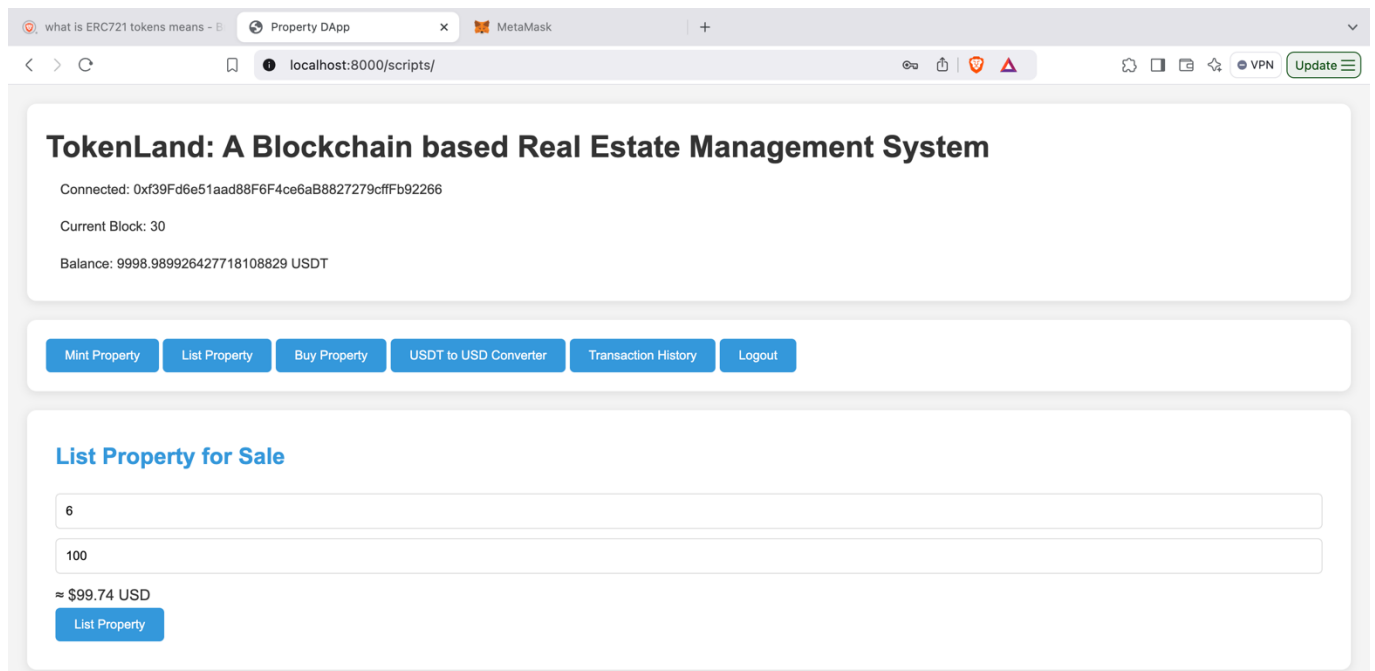 what is ERC721 tokens means - B
Property DApp
MetaMask
localhost:8000/scripts/
VPN
Update
TokenLand: A Blockchain based Real Estate Management System
Connected: 0xf39Fd6e51aad88F6F4ce6aB8827279cffFb92266
Current Block: 30
Balance: 9998.989926427718108829 USDT
Mint Property
List Property
Buy Property
USDT to USD Converter
Transaction History
Logout
List Property for Sale
6
100
≈ $99.74 USD
List Property